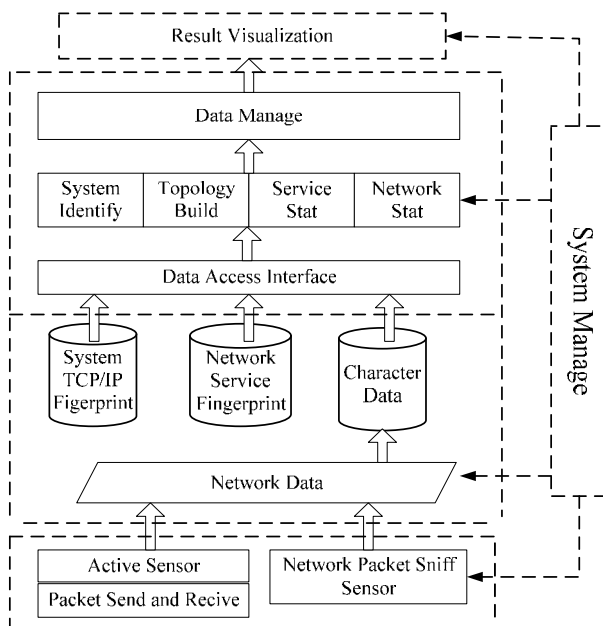 Result Visualization
Data Manage
System
Identify
Topology
Build
Service
Stat
Network
Stat
Data Access Interface
System
TCP/IP
Figerprint
Network
Service
Fingerprint
Character
Data
Network Data
Active Sensor
Packet Send and Recive
Network Packet Sniff
Sensor
System Manage